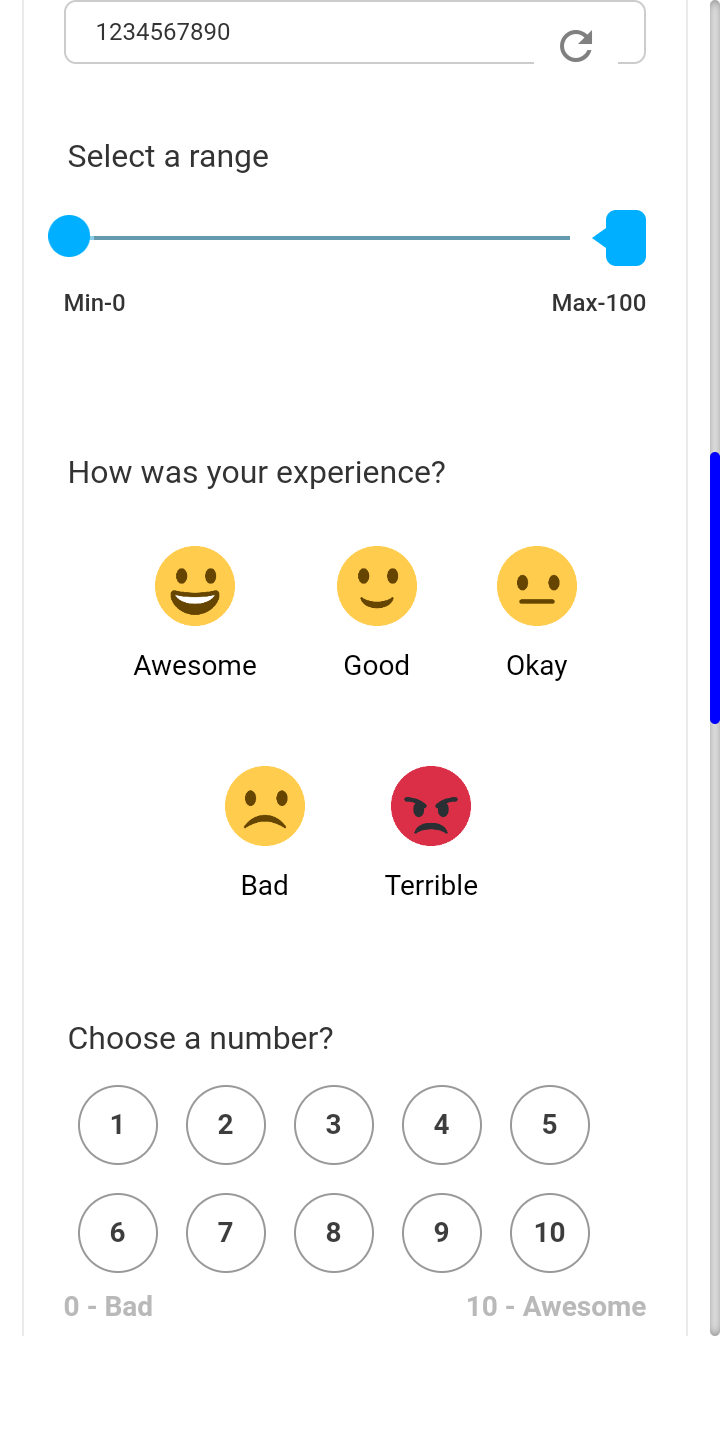 1234567890
Select a range
Min-0 Max-100
How was your experience?
Awesome Good Okay
Bad Terrible
Choose a number?
1 2 3 4 5
6 7 8 9 10
0 - Bad 10 - Awesome